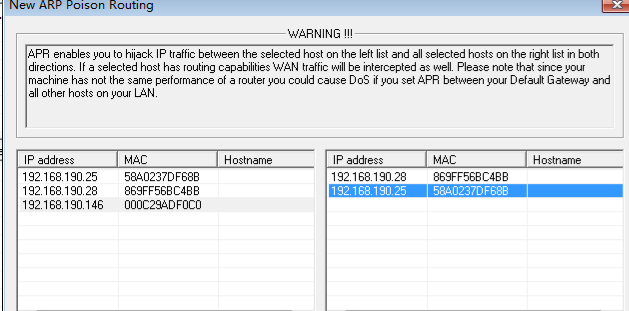 New ARP Poison Routing
WARNING !!!
APR enables you to hijack IP traffic between the selected host on the left list and all selected hosts on the right list in both
directions. If a selected host has routing capabilities WAN traffic will be intercepted as well. Please note that since your
machine has not the same performance of a router you could cause DoS if you set APR between your Default Gateway and
all other hosts on your LAN.
IP address MAC Hostname
192.168.190.25 58A0237DF68B
192.168.190.28 869FF56BC4BB
192.168.190.146 000C29ADF0C0
IP address MAC Hostname
192.168.190.28 869FF56BC4BB
192.168.190.25 58A0237DF68B